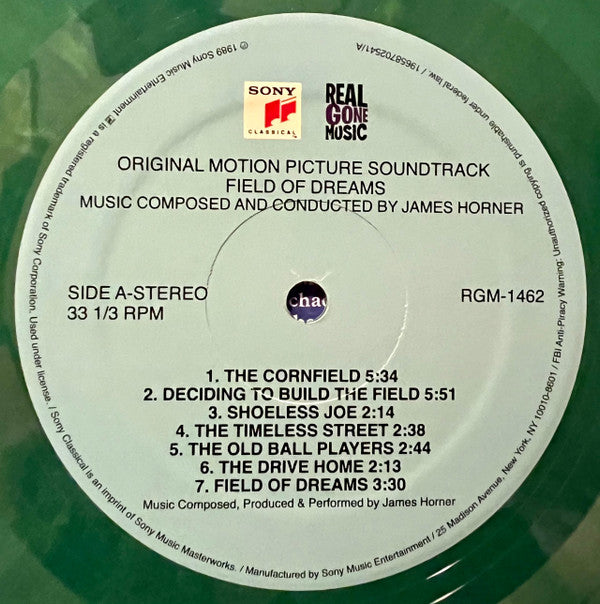 SONY
CLASSICAL
REAL
GONE
MUSIC
ORIGINAL MOTION PICTURE SOUNDTRACK
FIELD OF DREAMS
MUSIC COMPOSED AND CONDUCTED BY JAMES HORNER
SIDE A-STEREO
33 1/3 RPM
RGM-1462
chae
1. THE CORNFIELD 5:34
2. DECIDING TO BUILD THE FIELD 5:51
3. SHOELESS JOE 2:14
4. THE TIMELESS STREET 2:38
5. THE OLD BALL PLAYERS 2:44
6. THE DRIVE HOME 2:13
7. FIELD OF DREAMS 3:30
Music Composed, Produced & Performed by James Horner
℗ 1989 Sony Music Entertainment / is a registered trademark of Sony Corporation. Used under license. / Sony Classical is an imprint of Sony Music Masterworks. / Manufactured by Sony Music Entertainment / 25 Madison Avenue, New York, NY 10010-8601 / FBI Anti-Piracy Warning: Unauthorized copying is punishable under federal law. / 19658702541/A